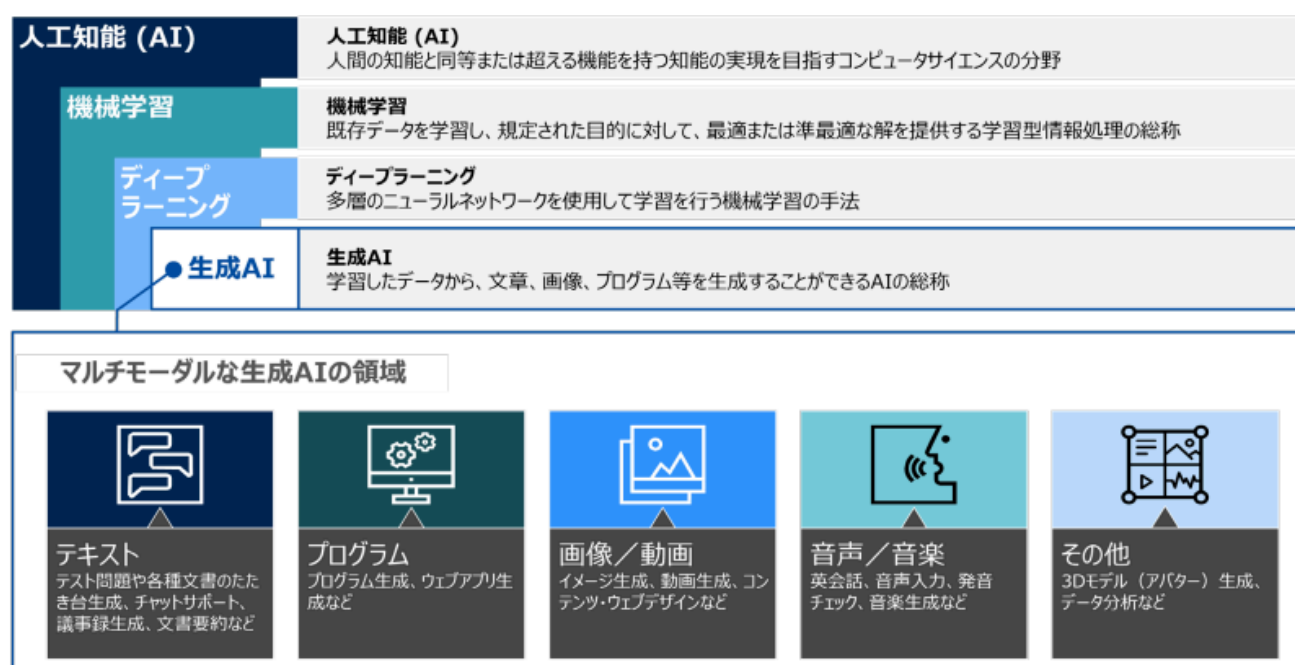 人工知能 (AI)
人工知能 (AI)
人間の知能と同等または超える機能を持つ知能の実現を目指すコンピュータサイエンスの分野
機械学習
機械学習
既存データを学習し、規定された目的に対して、最適または準最適な解を提供する学習型情報処理の総称
ディープ
ラーニング
ディープラーニング
多層のニューラルネットワークを使用して学習を行う機械学習の手法
生成AI
生成AI
学習したデータから、文章、画像、プログラム等を生成することができるAIの総称
マルチモーダルな生成AIの領域
テキスト
テスト問題や各種文書のたた
き台生成、チャットサポート、
議事録生成、文書要約など
プログラム
プログラム生成、ウェブアプリ生
成など
画像／動画
イメージ生成、動画生成、コン
テンツ・ウェブデザインなど
音声／音楽
英会話、音声入力、発音
チェック、音楽生成など
その他
3Dモデル（アバター）生成、
データ分析など